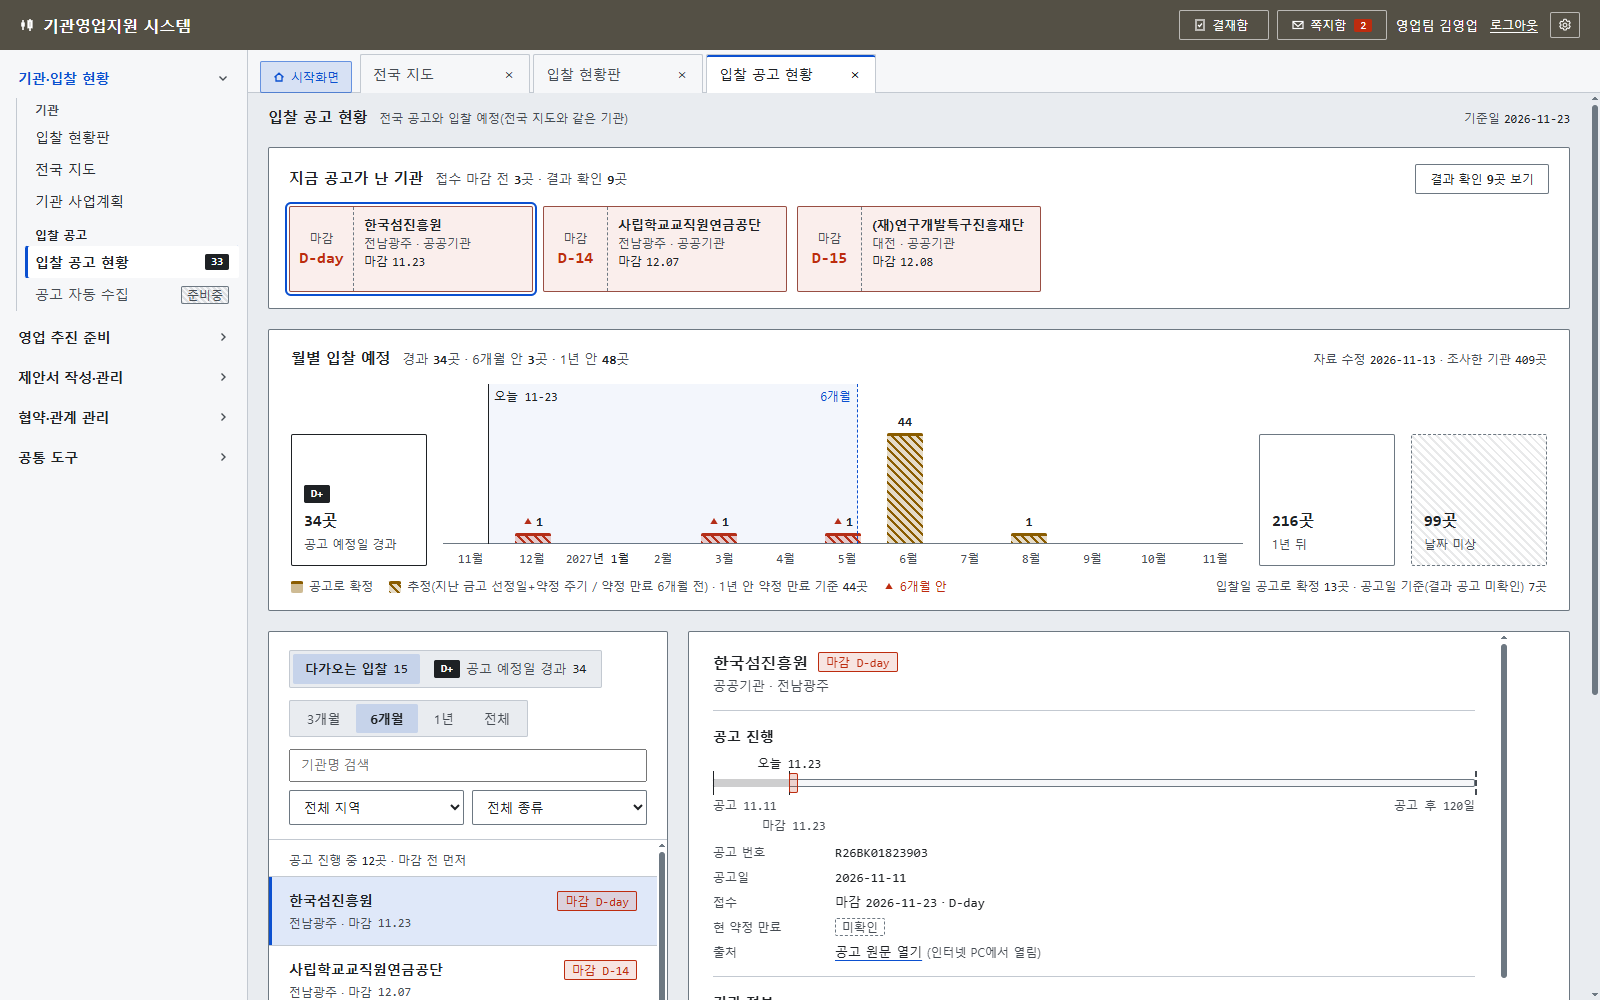 기관영업지원 시스템
결재함
쪽지함 2
영업팀 김영업
로그아웃
기관·입찰 현황
기관
입찰 현황판
전국 지도
기관 사업계획
입찰 공고
입찰 공고 현황 33
공고 자동 수집 준비중
영업 추진 준비
제안서 작성·관리
협약·관계 관리
공통 도구
시작화면
전국 지도 ×
입찰 현황판 ×
입찰 공고 현황 ×
입찰 공고 현황 전국 공고와 입찰 예정(전국 지도와 같은 기관)
기준일 2026-11-23
지금 공고가 난 기관 접수 마감 전 3곳 · 결과 확인 9곳
결과 확인 9곳 보기
마감
D-day
한국섬진흥원
전남광주 · 공공기관
마감 11.23
마감
D-14
사립학교교직원연금공단
전남광주 · 공공기관
마감 12.07
마감
D-15
(재)연구개발특구진흥재단
대전 · 공공기관
마감 12.08
월별 입찰 예정 경과 34곳 · 6개월 안 3곳 · 1년 안 48곳
자료 수정 2026-11-13 · 조사한 기관 409곳
오늘 11-23
6개월
D+
34곳
공고 예정일 경과
▲ 1
▲ 1
▲ 1
44
1
11월 12월 2027년 1월 2월 3월 4월 5월 6월 7월 8월 9월 10월 11월
216곳
1년 뒤
99곳
날짜 미상
공고로 확정
추정(지난 금고 선정일+약정 주기 / 약정 만료 6개월 전) · 1년 안 약정 만료 기준 44곳
▲ 6개월 안
입찰일 공고로 확정 13곳 · 공고일 기준(결과 공고 미확인) 7곳
다가오는 입찰 15
D+ 공고 예정일 경과 34
3개월 6개월 1년 전체
기관명 검색
전체 지역
전체 종류
공고 진행 중 12곳 · 마감 전 먼저
한국섬진흥원 마감 D-day
전남광주 · 마감 11.23
사립학교교직원연금공단 마감 D-14
전남광주 · 마감 12.07
한국섬진흥원 마감 D-day
공공기관 · 전남광주
공고 진행
오늘 11.23
공고 11.11
공고 후 120일
마감 11.23
공고 번호 R26BK01823903
공고일 2026-11-11
접수 마감 2026-11-23 · D-day
현 약정 만료 미확인
출처 공고 원문 열기 (인터넷 PC에서 열림)